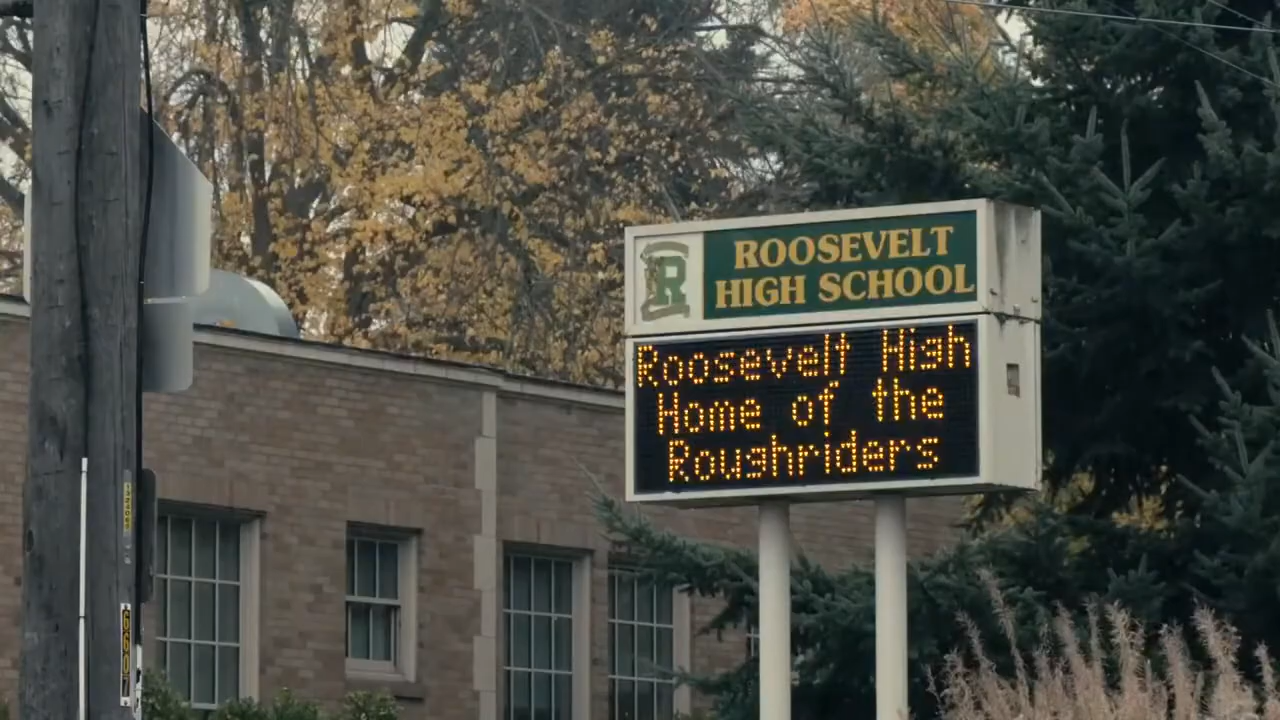 R
ROOSEVELT
HIGH SCHOOL
Roosevelt High
Home of the
Roughriders